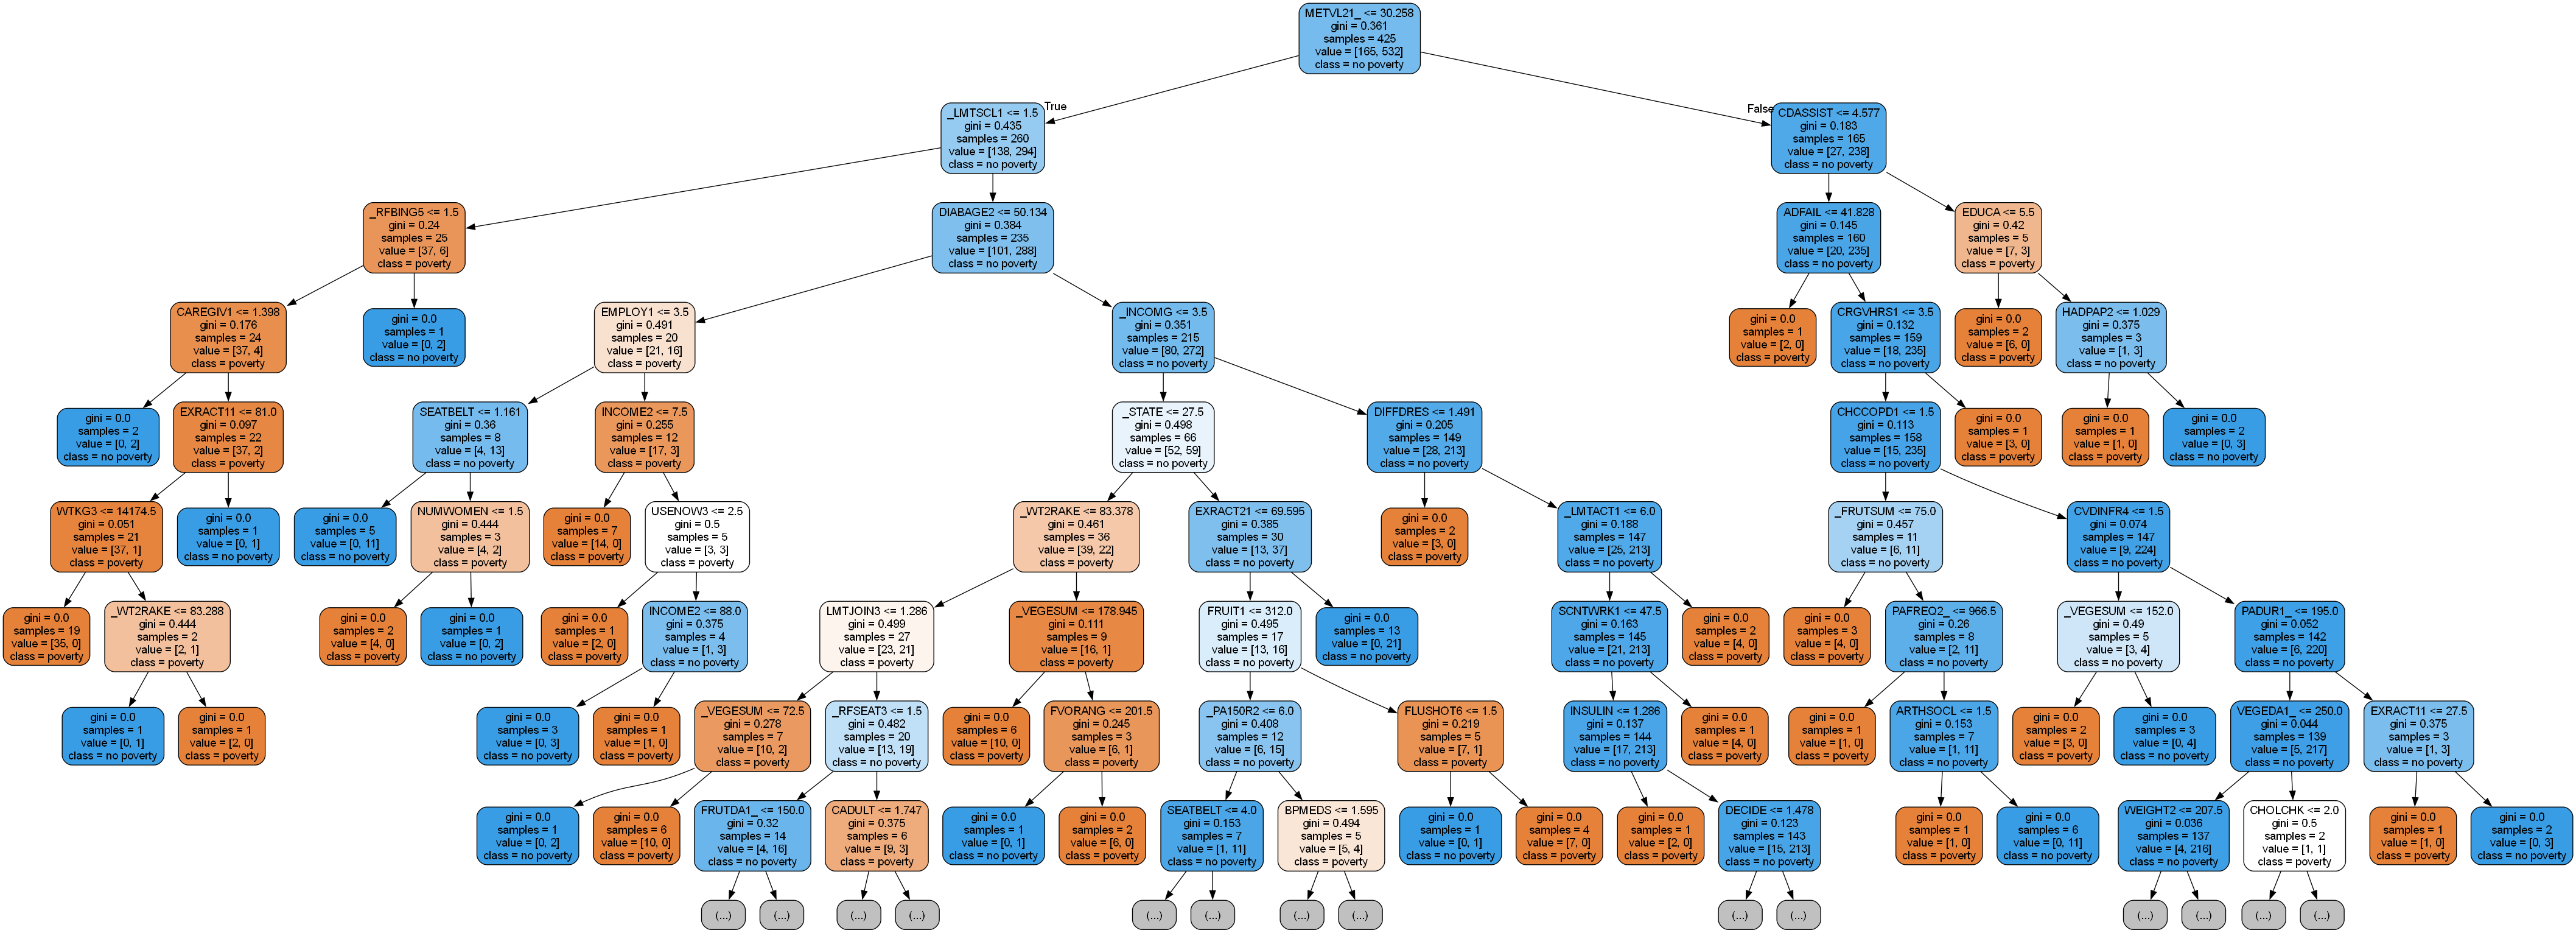 METVL21_ <= 30.258
gini = 0.361
samples = 425
value = [165, 532]
class = no poverty
True
False
_LMTSCL1 <= 1.5
gini = 0.435
samples = 260
value = [138, 294]
class = no poverty
CDASSIST <= 4.577
gini = 0.183
samples = 165
value = [27, 238]
class = no poverty
_RFBING5 <= 1.5
gini = 0.24
samples = 25
value = [37, 6]
class = poverty
DIABAGE2 <= 50.134
gini = 0.384
samples = 235
value = [101, 288]
class = no poverty
ADFAIL <= 41.828
gini = 0.145
samples = 160
value = [20, 235]
class = no poverty
EDUCA <= 5.5
gini = 0.42
samples = 5
value = [7, 3]
class = poverty
CAREGIV1 <= 1.398
gini = 0.176
samples = 24
value = [37, 4]
class = poverty
gini = 0.0
samples = 1
value = [0, 2]
class = no poverty
EMPLOY1 <= 3.5
gini = 0.491
samples = 20
value = [21, 16]
class = poverty
_INCOMG <= 3.5
gini = 0.351
samples = 215
value = [80, 272]
class = no poverty
gini = 0.0
samples = 1
value = [2, 0]
class = poverty
CRGVHRS1 <= 3.5
gini = 0.132
samples = 159
value = [18, 235]
class = no poverty
gini = 0.0
samples = 2
value = [6, 0]
class = poverty
HADPAP2 <= 1.029
gini = 0.375
samples = 3
value = [1, 3]
class = no poverty
gini = 0.0
samples = 2
value = [0, 2]
class = no poverty
EXRACT11 <= 81.0
gini = 0.097
samples = 22
value = [37, 2]
class = poverty
SEATBELT <= 1.161
gini = 0.36
samples = 8
value = [4, 13]
class = no poverty
INCOME2 <= 7.5
gini = 0.255
samples = 12
value = [17, 3]
class = poverty
_STATE <= 27.5
gini = 0.498
samples = 66
value = [52, 59]
class = no poverty
DIFFDRES <= 1.491
gini = 0.205
samples = 149
value = [28, 213]
class = no poverty
CHCCOPD1 <= 1.5
gini = 0.113
samples = 158
value = [15, 235]
class = no poverty
gini = 0.0
samples = 1
value = [3, 0]
class = poverty
gini = 0.0
samples = 1
value = [1, 0]
class = poverty
gini = 0.0
samples = 2
value = [0, 3]
class = no poverty
WTKG3 <= 14174.5
gini = 0.051
samples = 21
value = [37, 1]
class = poverty
gini = 0.0
samples = 1
value = [0, 1]
class = no poverty
gini = 0.0
samples = 5
value = [0, 11]
class = no poverty
NUMWOMEN <= 1.5
gini = 0.444
samples = 3
value = [4, 2]
class = poverty
gini = 0.0
samples = 7
value = [14, 0]
class = poverty
USENOW3 <= 2.5
gini = 0.5
samples = 5
value = [3, 3]
class = poverty
_WT2RAKE <= 83.378
gini = 0.461
samples = 36
value = [39, 22]
class = poverty
EXRACT21 <= 69.595
gini = 0.385
samples = 30
value = [13, 37]
class = no poverty
gini = 0.0
samples = 2
value = [3, 0]
class = poverty
_LMTACT1 <= 6.0
gini = 0.188
samples = 147
value = [25, 213]
class = no poverty
_FRUTSUM <= 75.0
gini = 0.457
samples = 11
value = [6, 11]
class = no poverty
CVDINFR4 <= 1.5
gini = 0.074
samples = 147
value = [9, 224]
class = no poverty
gini = 0.0
samples = 19
value = [35, 0]
class = poverty
_WT2RAKE <= 83.288
gini = 0.444
samples = 2
value = [2, 1]
class = poverty
gini = 0.0
samples = 2
value = [4, 0]
class = poverty
gini = 0.0
samples = 1
value = [0, 2]
class = no poverty
gini = 0.0
samples = 1
value = [2, 0]
class = poverty
INCOME2 <= 88.0
gini = 0.375
samples = 4
value = [1, 3]
class = no poverty
LMTJOIN3 <= 1.286
gini = 0.499
samples = 27
value = [23, 21]
class = poverty
_VEGESUM <= 178.945
gini = 0.111
samples = 9
value = [16, 1]
class = poverty
FRUIT1 <= 312.0
gini = 0.495
samples = 17
value = [13, 16]
class = no poverty
gini = 0.0
samples = 13
value = [0, 21]
class = no poverty
SCNTWRK1 <= 47.5
gini = 0.163
samples = 145
value = [21, 213]
class = no poverty
gini = 0.0
samples = 2
value = [4, 0]
class = poverty
gini = 0.0
samples = 3
value = [4, 0]
class = poverty
PAFREQ2_ <= 966.5
gini = 0.26
samples = 8
value = [2, 11]
class = no poverty
_VEGESUM <= 152.0
gini = 0.49
samples = 5
value = [3, 4]
class = no poverty
PADUR1_ <= 195.0
gini = 0.052
samples = 142
value = [6, 220]
class = no poverty
gini = 0.0
samples = 1
value = [0, 1]
class = no poverty
gini = 0.0
samples = 1
value = [2, 0]
class = poverty
gini = 0.0
samples = 3
value = [0, 3]
class = no poverty
gini = 0.0
samples = 1
value = [1, 0]
class = poverty
_VEGESUM <= 72.5
gini = 0.278
samples = 7
value = [10, 2]
class = poverty
_RFSEAT3 <= 1.5
gini = 0.482
samples = 20
value = [13, 19]
class = no poverty
gini = 0.0
samples = 6
value = [10, 0]
class = poverty
FVORANG <= 201.5
gini = 0.245
samples = 3
value = [6, 1]
class = poverty
_PA150R2 <= 6.0
gini = 0.408
samples = 12
value = [6, 15]
class = no poverty
FLUSHOT6 <= 1.5
gini = 0.219
samples = 5
value = [7, 1]
class = poverty
INSULIN <= 1.286
gini = 0.137
samples = 144
value = [17, 213]
class = no poverty
gini = 0.0
samples = 1
value = [4, 0]
class = poverty
gini = 0.0
samples = 1
value = [1, 0]
class = poverty
ARTHSOCL <= 1.5
gini = 0.153
samples = 7
value = [1, 11]
class = no poverty
gini = 0.0
samples = 2
value = [3, 0]
class = poverty
gini = 0.0
samples = 3
value = [0, 4]
class = no poverty
VEGEDA1_ <= 250.0
gini = 0.044
samples = 139
value = [5, 217]
class = no poverty
EXRACT11 <= 27.5
gini = 0.375
samples = 3
value = [1, 3]
class = no poverty
gini = 0.0
samples = 1
value = [0, 2]
class = no poverty
gini = 0.0
samples = 6
value = [10, 0]
class = poverty
FRUTDA1_ <= 150.0
gini = 0.32
samples = 14
value = [4, 16]
class = no poverty
CADULT <= 1.747
gini = 0.375
samples = 6
value = [9, 3]
class = poverty
gini = 0.0
samples = 1
value = [0, 1]
class = no poverty
gini = 0.0
samples = 2
value = [6, 0]
class = poverty
SEATBELT <= 4.0
gini = 0.153
samples = 7
value = [1, 11]
class = no poverty
BPMEDS <= 1.595
gini = 0.494
samples = 5
value = [5, 4]
class = poverty
gini = 0.0
samples = 1
value = [0, 1]
class = no poverty
gini = 0.0
samples = 4
value = [7, 0]
class = poverty
gini = 0.0
samples = 1
value = [2, 0]
class = poverty
DECIDE <= 1.478
gini = 0.123
samples = 143
value = [15, 213]
class = no poverty
gini = 0.0
samples = 1
value = [1, 0]
class = poverty
gini = 0.0
samples = 6
value = [0, 11]
class = no poverty
WEIGHT2 <= 207.5
gini = 0.036
samples = 137
value = [4, 216]
class = no poverty
CHOLCHK <= 2.0
gini = 0.5
samples = 2
value = [1, 1]
class = poverty
gini = 0.0
samples = 1
value = [1, 0]
class = poverty
gini = 0.0
samples = 2
value = [0, 3]
class = no poverty
(...)
(...)
(...)
(...)
(...)
(...)
(...)
(...)
(...)
(...)
(...)
(...)
(...)
(...)